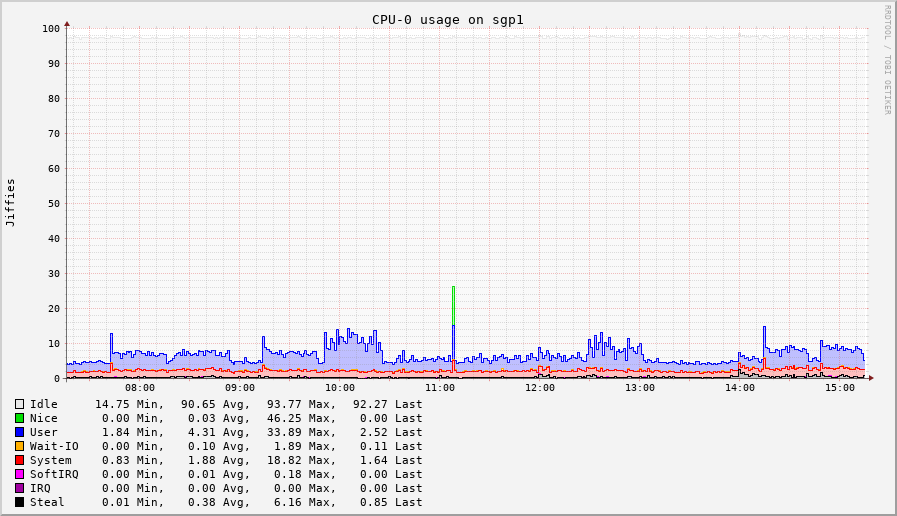 CPU-0 usage on sgp1
RRDTOOL / TOBI OETIKER
Jiffies
100
90
80
70
60
50
40
30
20
10
0
08:00 09:00 10:00 11:00 12:00 13:00 14:00 15:00
Idle 14.75 Min, 90.65 Avg, 93.77 Max, 92.27 Last
Nice 0.00 Min, 0.03 Avg, 46.25 Max, 0.00 Last
User 1.84 Min, 4.31 Avg, 33.89 Max, 2.52 Last
Wait-IO 0.00 Min, 0.10 Avg, 1.89 Max, 0.11 Last
System 0.83 Min, 1.88 Avg, 18.82 Max, 1.64 Last
SoftIRQ 0.00 Min, 0.01 Avg, 0.18 Max, 0.00 Last
IRQ 0.00 Min, 0.00 Avg, 0.00 Max, 0.00 Last
Steal 0.01 Min, 0.38 Avg, 6.16 Max, 0.85 Last